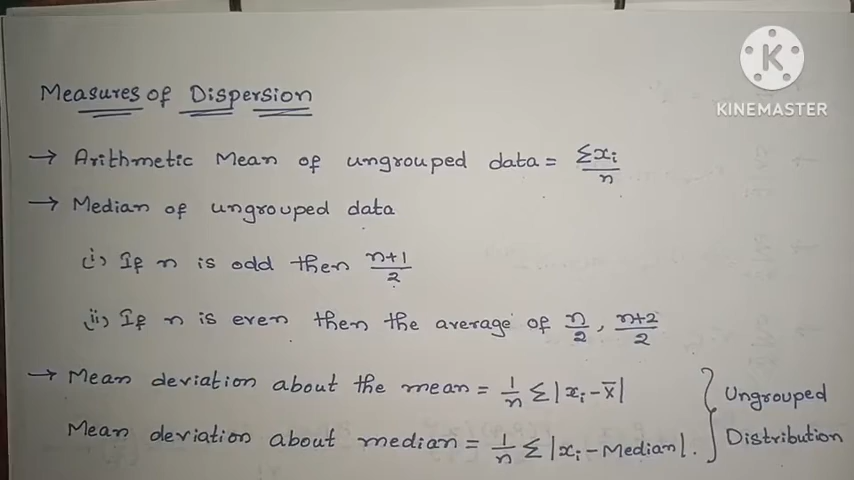 KINEMASTER
Measures of Dispersion
→ Arithmetic Mean of ungrouped data = Σxᵢ/n
→ Median of ungrouped data
(i) If n is odd then n+1/2
(ii) If n is even then the average of n/2, n+2/2
→ Mean deviation about the mean = 1/n Σ|xᵢ - x̅|
Mean deviation about median = 1/n Σ|xᵢ - Median|.
} Ungrouped
Distribution